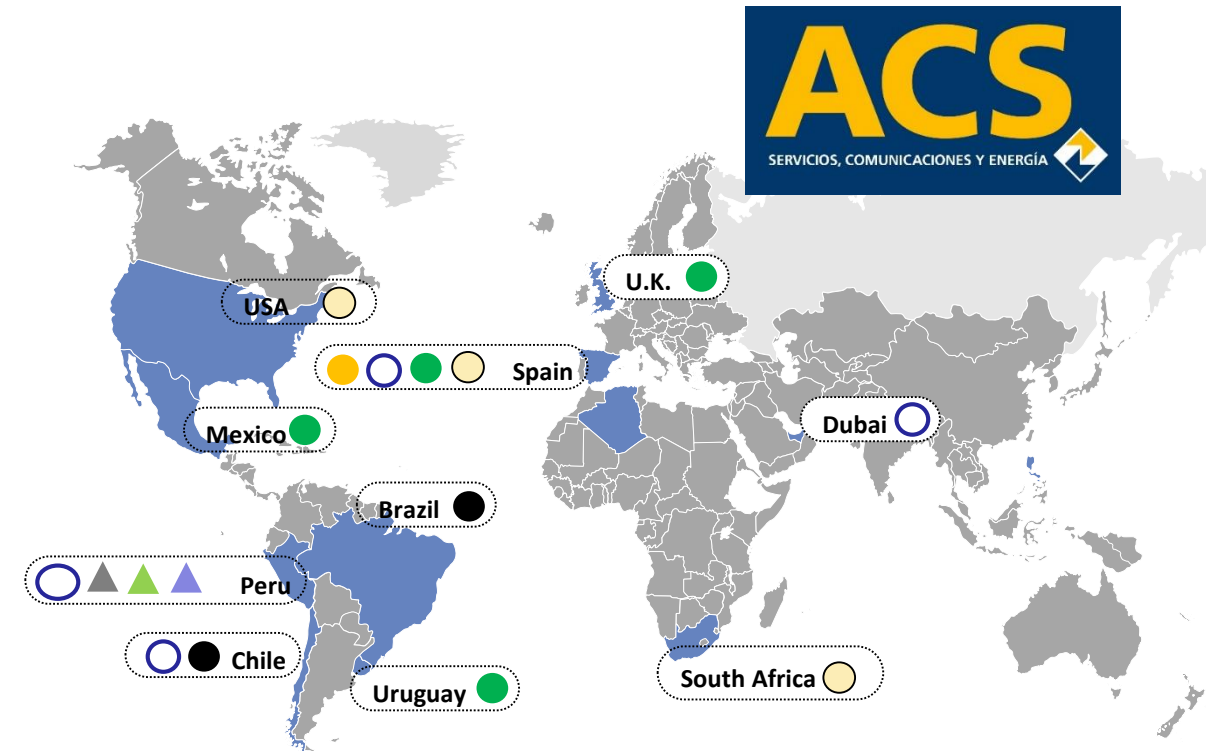 ACS
SERVICIOS, COMUNICACIONES Y ENERGÍA
U.K.
USA
Spain
Mexico
Dubai
Brazil
Peru
Chile
South Africa
Uruguay